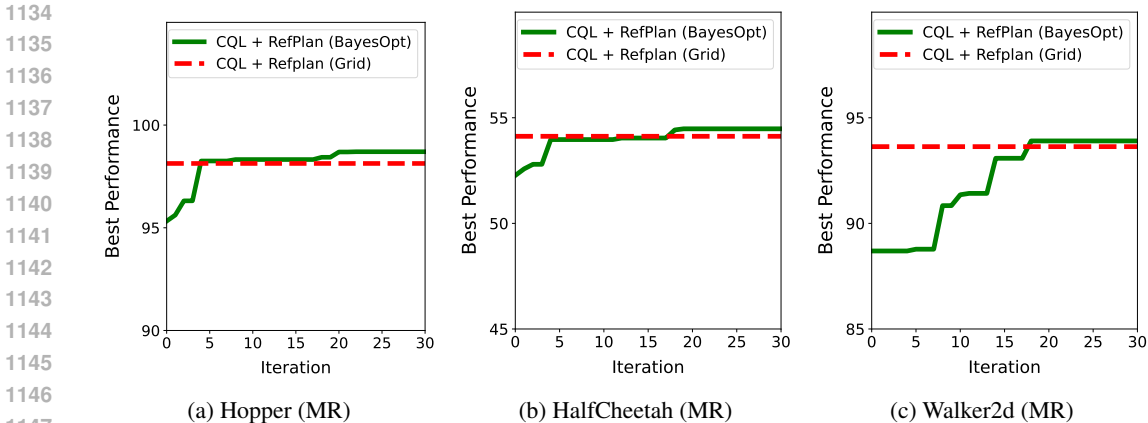 1134
1135
1136
1137
1138
1139
1140
1141
1142
1143
1144
1145
1146
CQL + RefPlan (BayesOpt)
CQL + Refplan (Grid)
Best Performance
100
95
90
0 5 10 15 20 25 30
Iteration
(a) Hopper (MR)
CQL + RefPlan (BayesOpt)
CQL + Refplan (Grid)
Best Performance
55
50
45
0 5 10 15 20 25 30
Iteration
(b) HalfCheetah (MR)
CQL + RefPlan (BayesOpt)
CQL + Refplan (Grid)
Best Performance
95
90
85
0 5 10 15 20 25 30
Iteration
(c) Walker2d (MR)